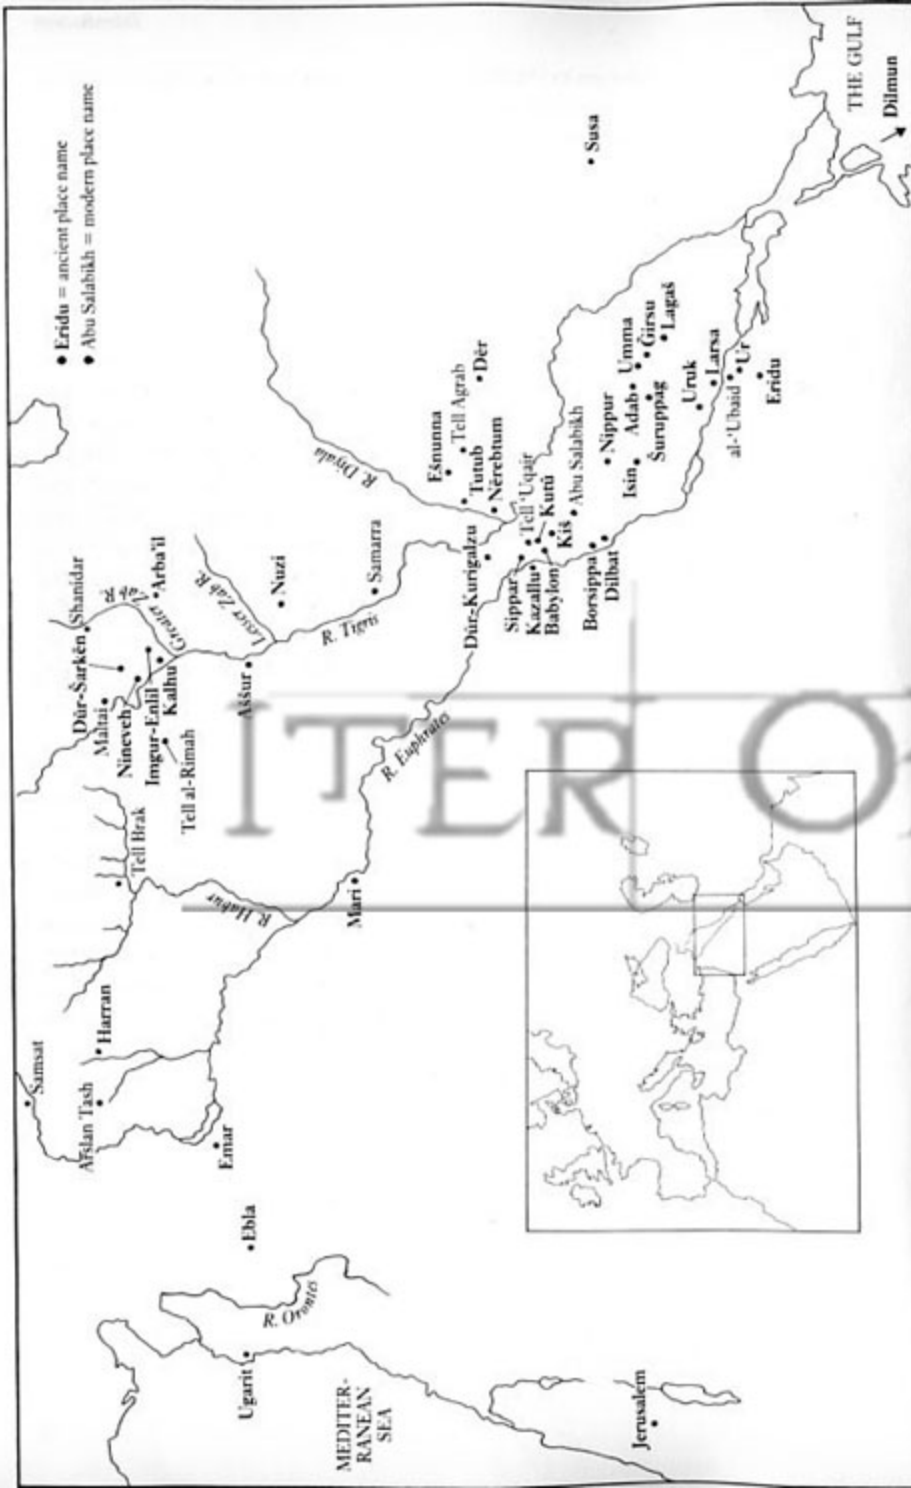 ● Eridu = ancient place name
● Abu Salabikh = modern place name
Samsat
Arslan Tash
Harran
Emar
Ebla
Ugarit
R. Orontes
MEDITER-
RANEAN
SEA
Jerusalem
Tell Brak
R. Habur
Mari
R. Euphrates
Dûr-Šarkēn
Shanidar
Maltai
Nineveh
Imgur-Enlil
Kalhu
Tell al-Rimah
Greater Zab R.
Arba'il
Lesser Zab R.
Aššur
Nuzi
R. Tigris
Samarra
R. Diyala
Ešnunna
Tell Agrab
Dēr
Tutub
Nērebtum
Dûr-Kurigalzu
Sippar
Tell 'Uqair
Kazallu
Kutû
Babylon
Kiš
Abu Salabikh
Borsippa
Dilbat
Nippur
Isin
Adab
Umma
Ĝirsu
Lagaš
Šuruppag
Uruk
Larsa
al-'Ubaid
Ur
Eridu
Susa
THE GULF
Dilmun
ITER O